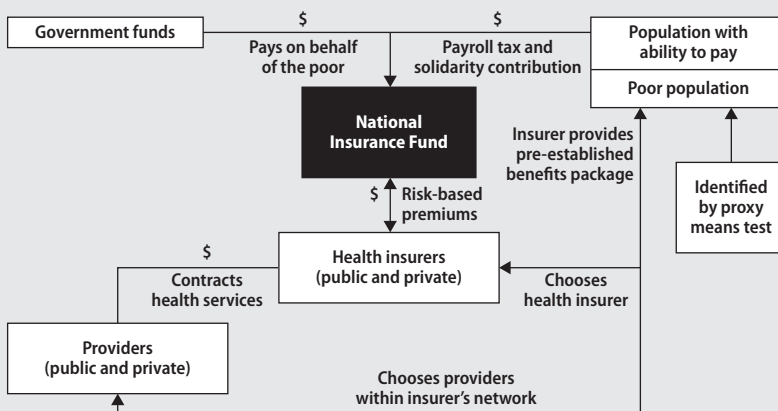 $
$
Government funds
Pays on behalf
of the poor
Payroll tax and
solidarity contribution
Population with
ability to pay
Poor population
National
Insurance Fund
Insurer provides
pre-established
benefits package
Identified
by proxy
means test
$
Risk-based
premiums
Health insurers
(public and private)
$
Contracts
health services
Chooses
health insurer
Providers
(public and private)
Chooses providers
within insurer’s network